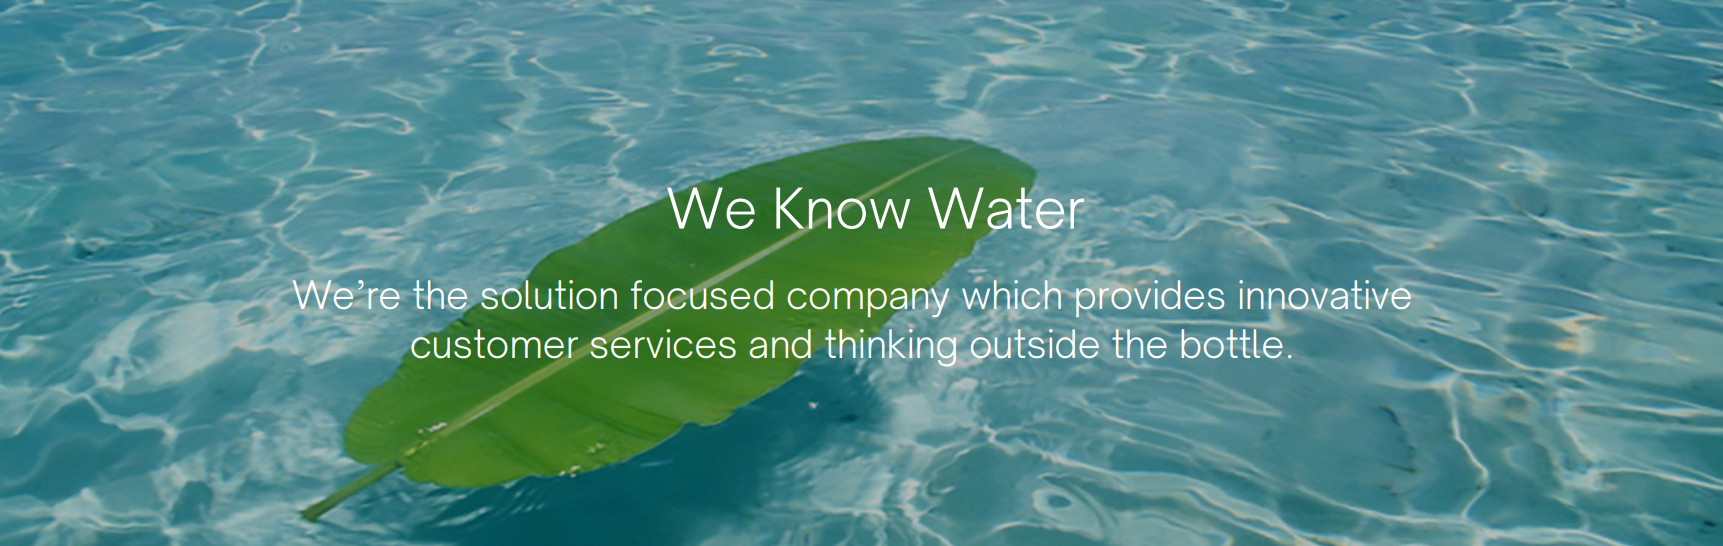 We Know Water
We’re the solution focused company which provides innovative
customer services and thinking outside the bottle.